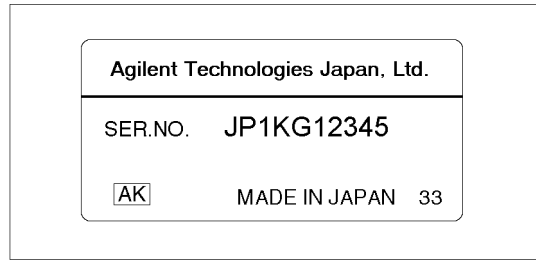 Agilent Technologies Japan, Ltd.
SER.NO. JP1KG12345
AK MADE IN JAPAN 33